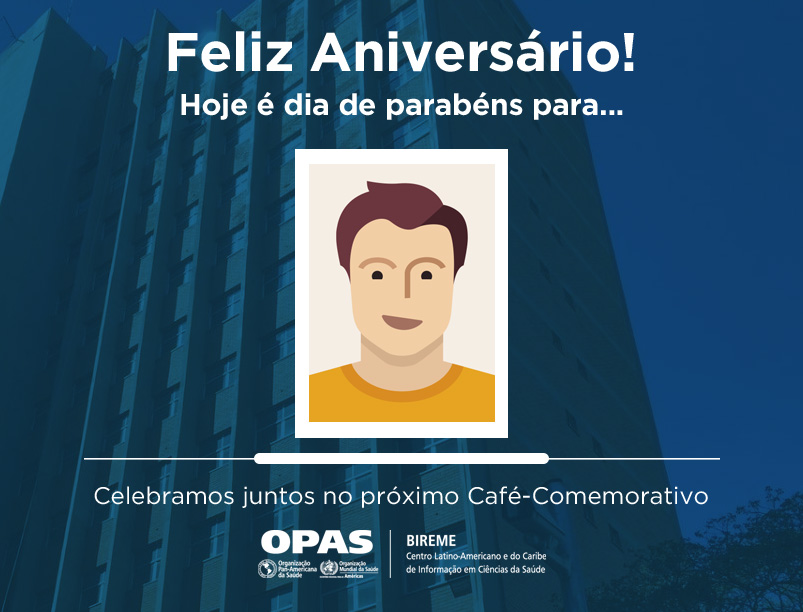 Feliz Aniversário!
Hoje é dia de parabéns para...
Celebramos juntos no próximo Café-Comemorativo
OPAS
Organização
Pan-Americana
da Saúde
Organização
Mundial da Saúde
Américas
BIREME
Centro Latino-Americano e do Caribe
de Informação em Ciências da Saúde